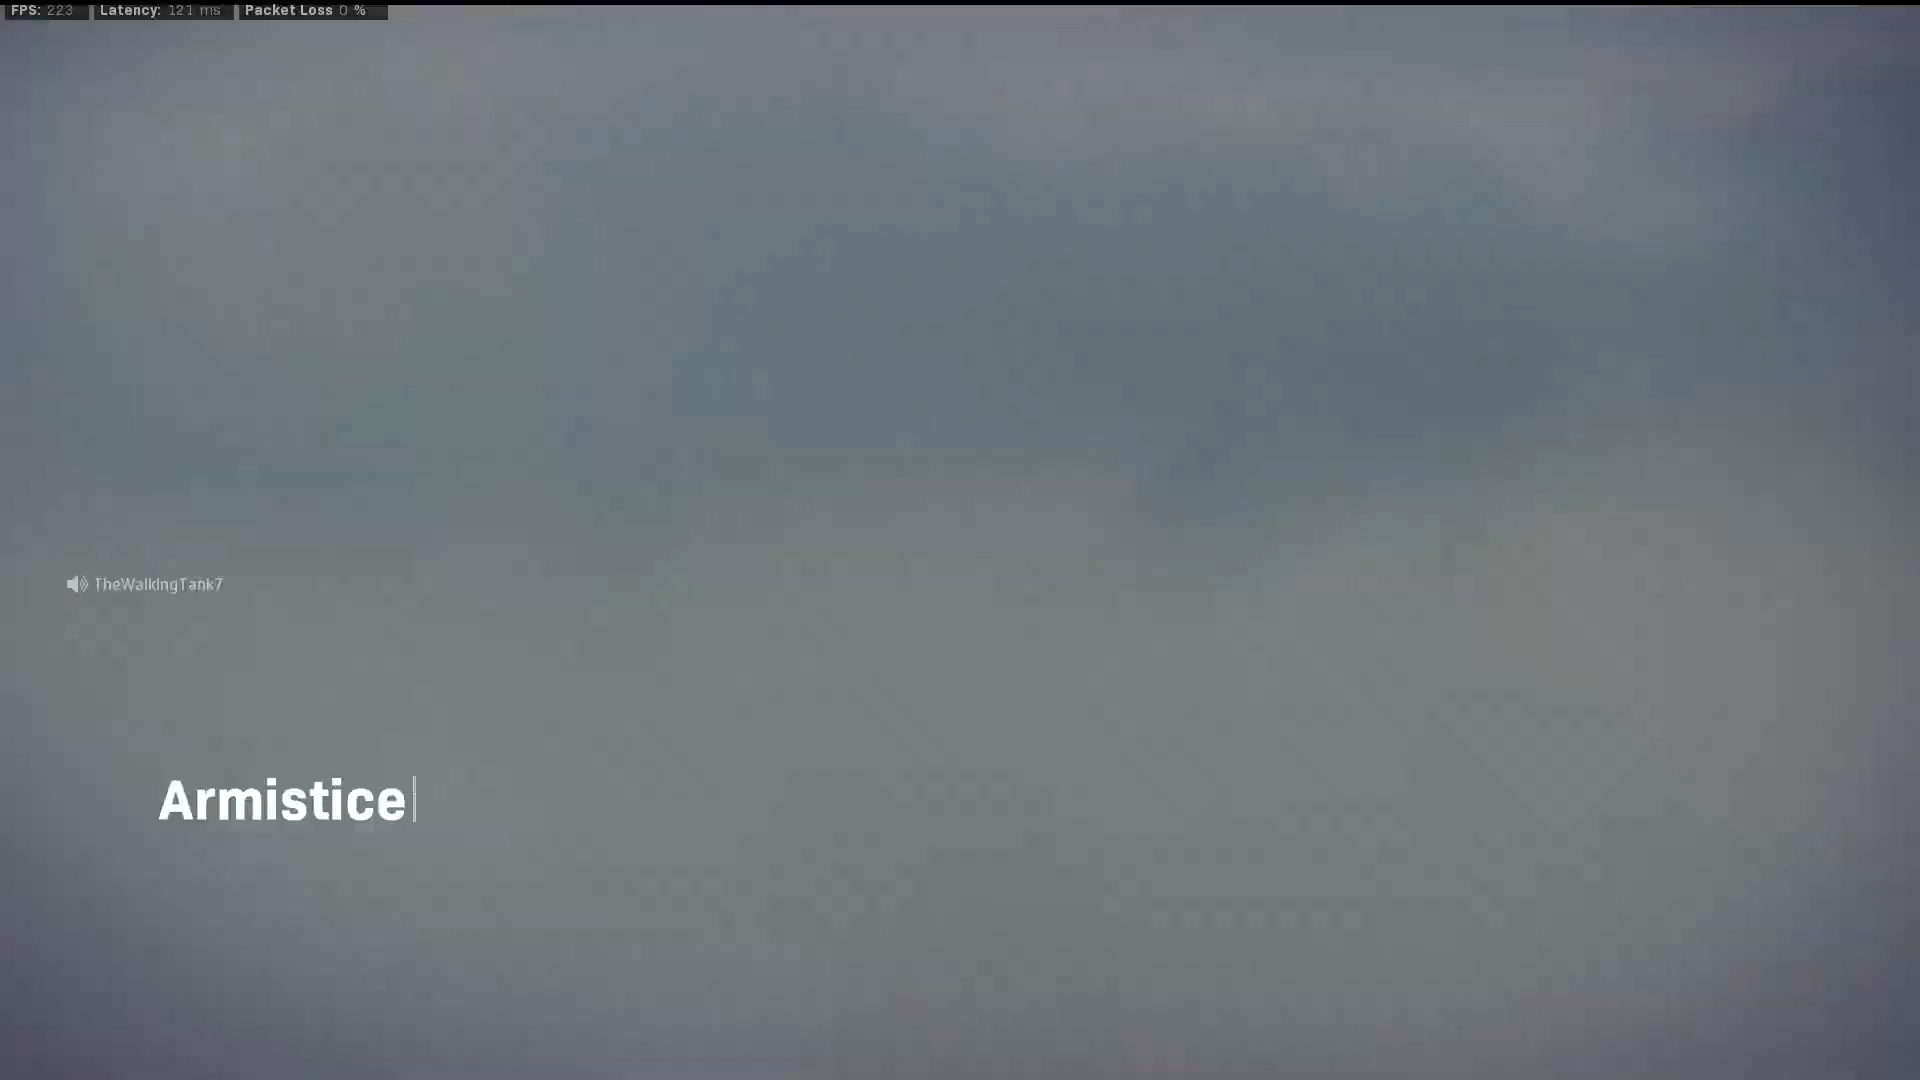 FPS: 223 Latency: 121 ms Packet Loss 0 %
TheWalkingTank7
Armistice